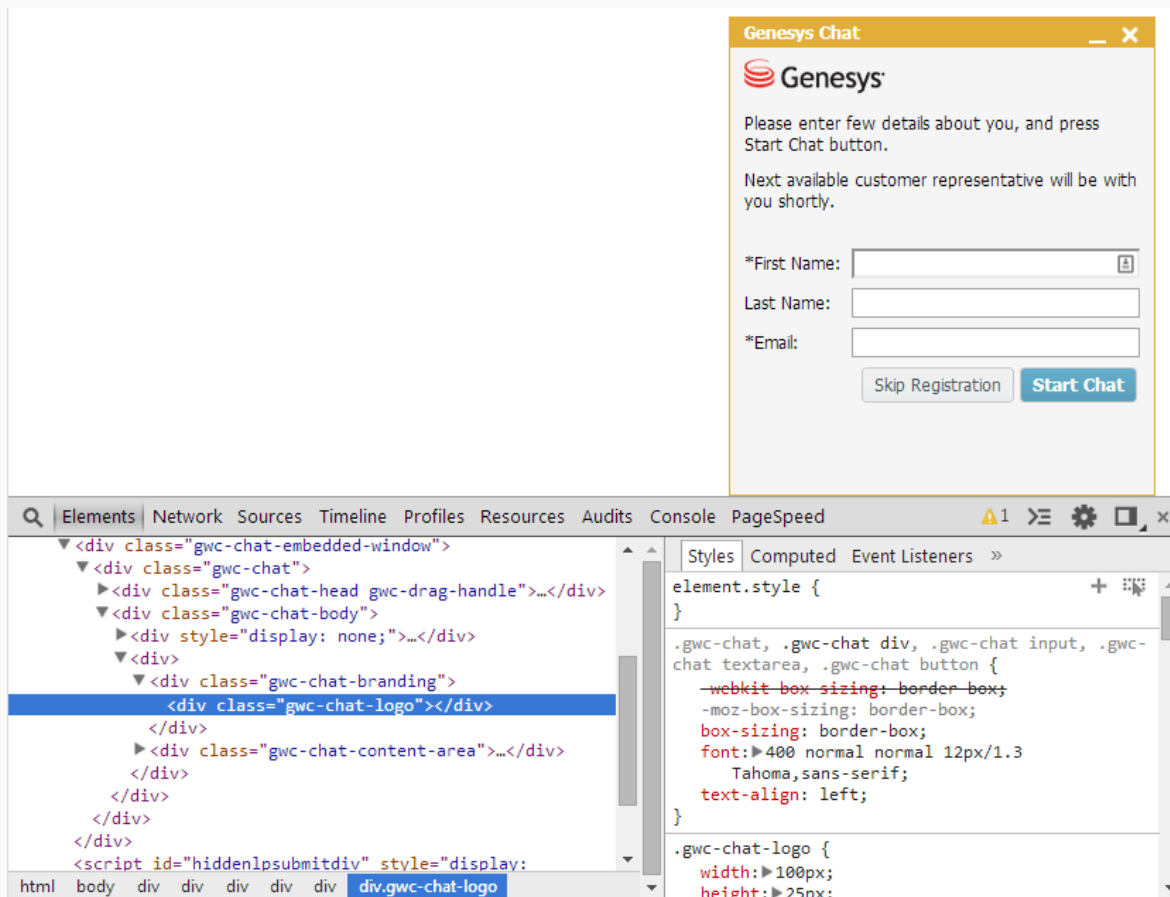 Genesys Chat
Genesys
Please enter few details about you, and press
Start Chat button.
Next available customer representative will be with
you shortly.
*First Name:
Last Name:
*Email:
Skip Registration
Start Chat
Elements Network Sources Timeline Profiles Resources Audits Console PageSpeed 1
▼<div class="gwc-chat-embedded-window">
▼<div class="gwc-chat">
▶<div class="gwc-chat-head gwc-drag-handle">…</div>
▼<div class="gwc-chat-body">
▶<div style="display: none;">…</div>
▼<div>
▼<div class="gwc-chat-branding">
<div class="gwc-chat-logo"></div>
</div>
▶<div class="gwc-chat-content-area">…</div>
</div>
</div>
</div>
</div>
<script id="hiddenlpsubmitdiv" style="display:
html body div div div div div div.gwc-chat-logo
Styles Computed Event Listeners »
element.style {
}
.gwc-chat, .gwc-chat div, .gwc-chat input, .gwc-
chat textarea, .gwc-chat button {
-webkit-box-sizing: border-box;
-moz-box-sizing: border-box;
box-sizing: border-box;
font:▶400 normal normal 12px/1.3
Tahoma,sans-serif;
text-align: left;
}
.gwc-chat-logo {
width:▶100px;
height:▶25px;